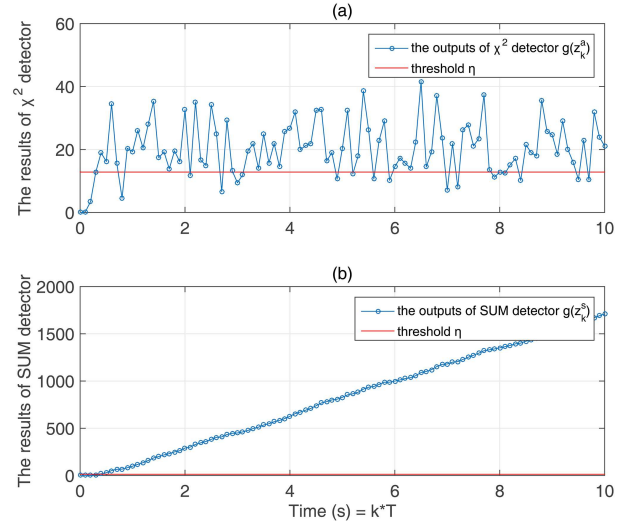 (a)
60
40
20
0
The results of χ² detector
the outputs of χ² detector g(zₖᵃ)
threshold η
0 2 4 6 8 10
(b)
2000
1500
1000
500
0
The results of SUM detector
the outputs of SUM detector g(zₖˢ)
threshold η
0 2 4 6 8 10
Time (s) = k*T